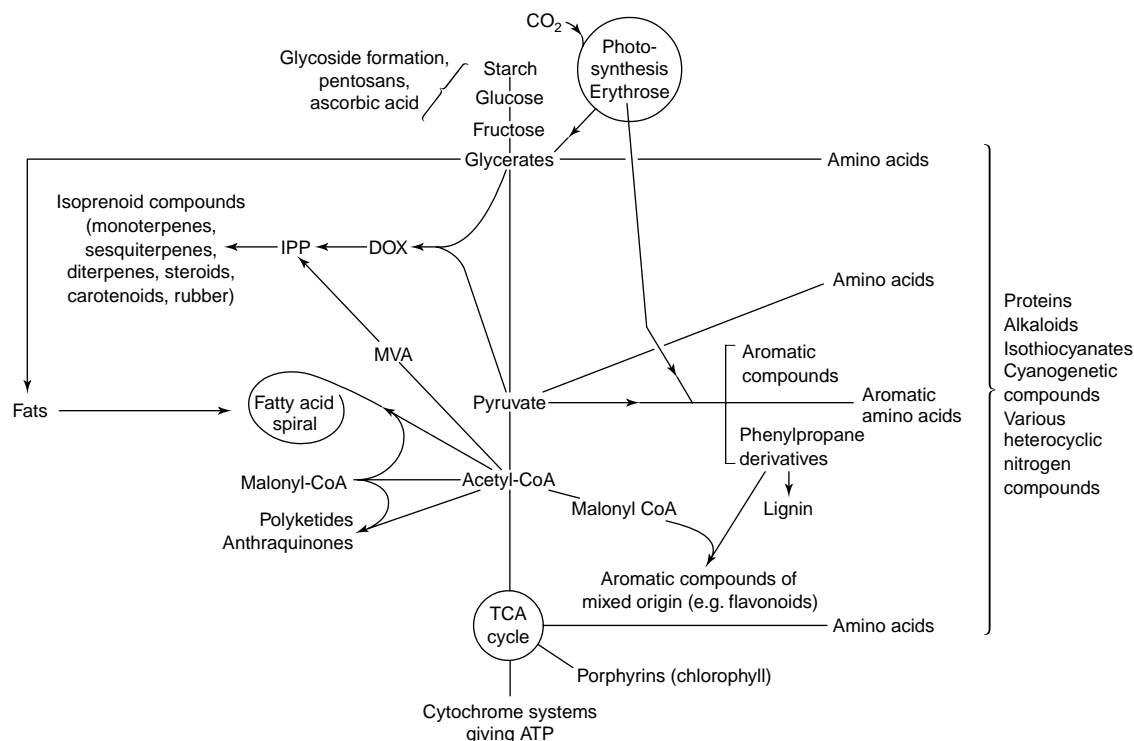 CO₂
Photo-
synthesis
Erythrose
Glycoside formation,
pentosans,
ascorbic acid
Starch
Glucose
Fructose
Glycerates
Amino acids
Isoprenoid compounds
(monoterpenes,
sesquiterpenes,
diterpenes, steroids,
carotenoids, rubber)
IPP
DOX
Amino acids
MVA
Aromatic
compounds
Fats
Fatty acid
spiral
Pyruvate
Aromatic
amino acids
Phenylpropane
derivatives
Malonyl-CoA
Acetyl-CoA
Malonyl CoA
Lignin
Polyketides
Anthraquinones
Aromatic compounds of
mixed origin (e.g. flavonoids)
TCA
cycle
Amino acids
Porphyrins (chlorophyll)
Cytochrome systems
giving ATP
Proteins
Alkaloids
Isothiocyanates
Cyanogenetic
compounds
Various
heterocyclic
nitrogen
compounds